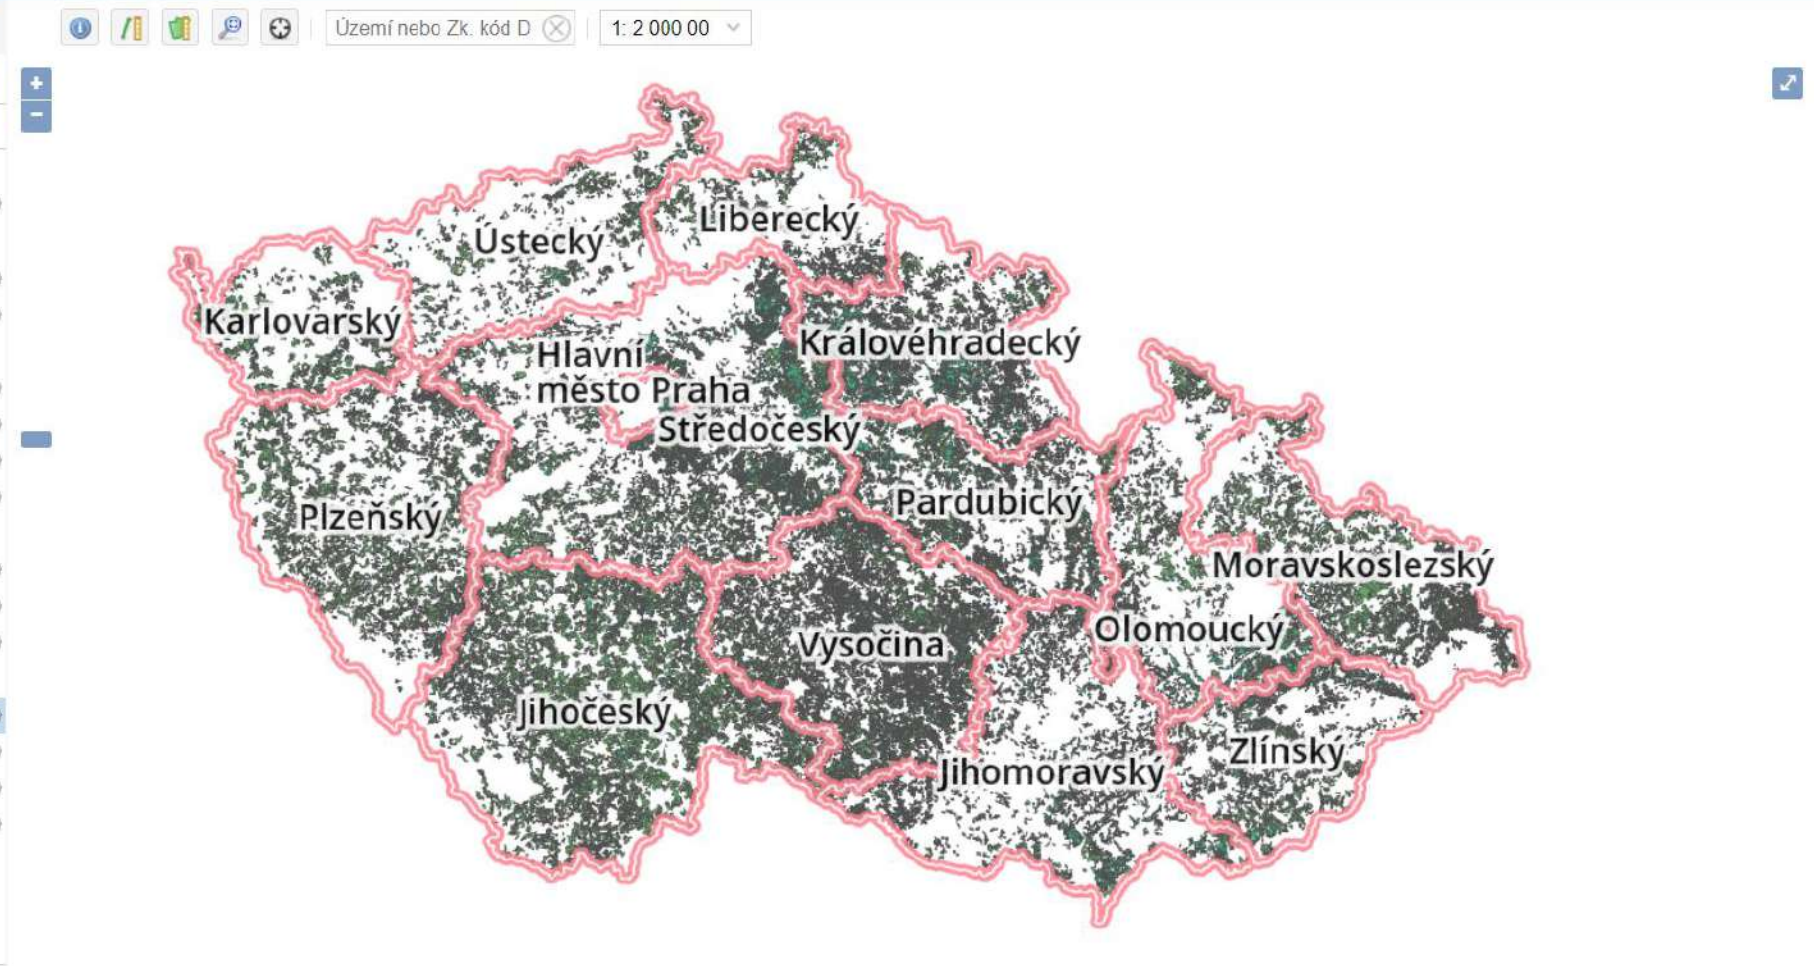 Území nebo Zk. kód D
1: 2 000 00
+
-
Liberecký
Ústecký
Karlovarský
Královéhradecký
Hlavní
město Praha
Středočeský
Pardubický
Plzeňský
Moravskoslezský
Olomoucký
Vysočina
Jihočeský
Zlínský
Jihomoravský